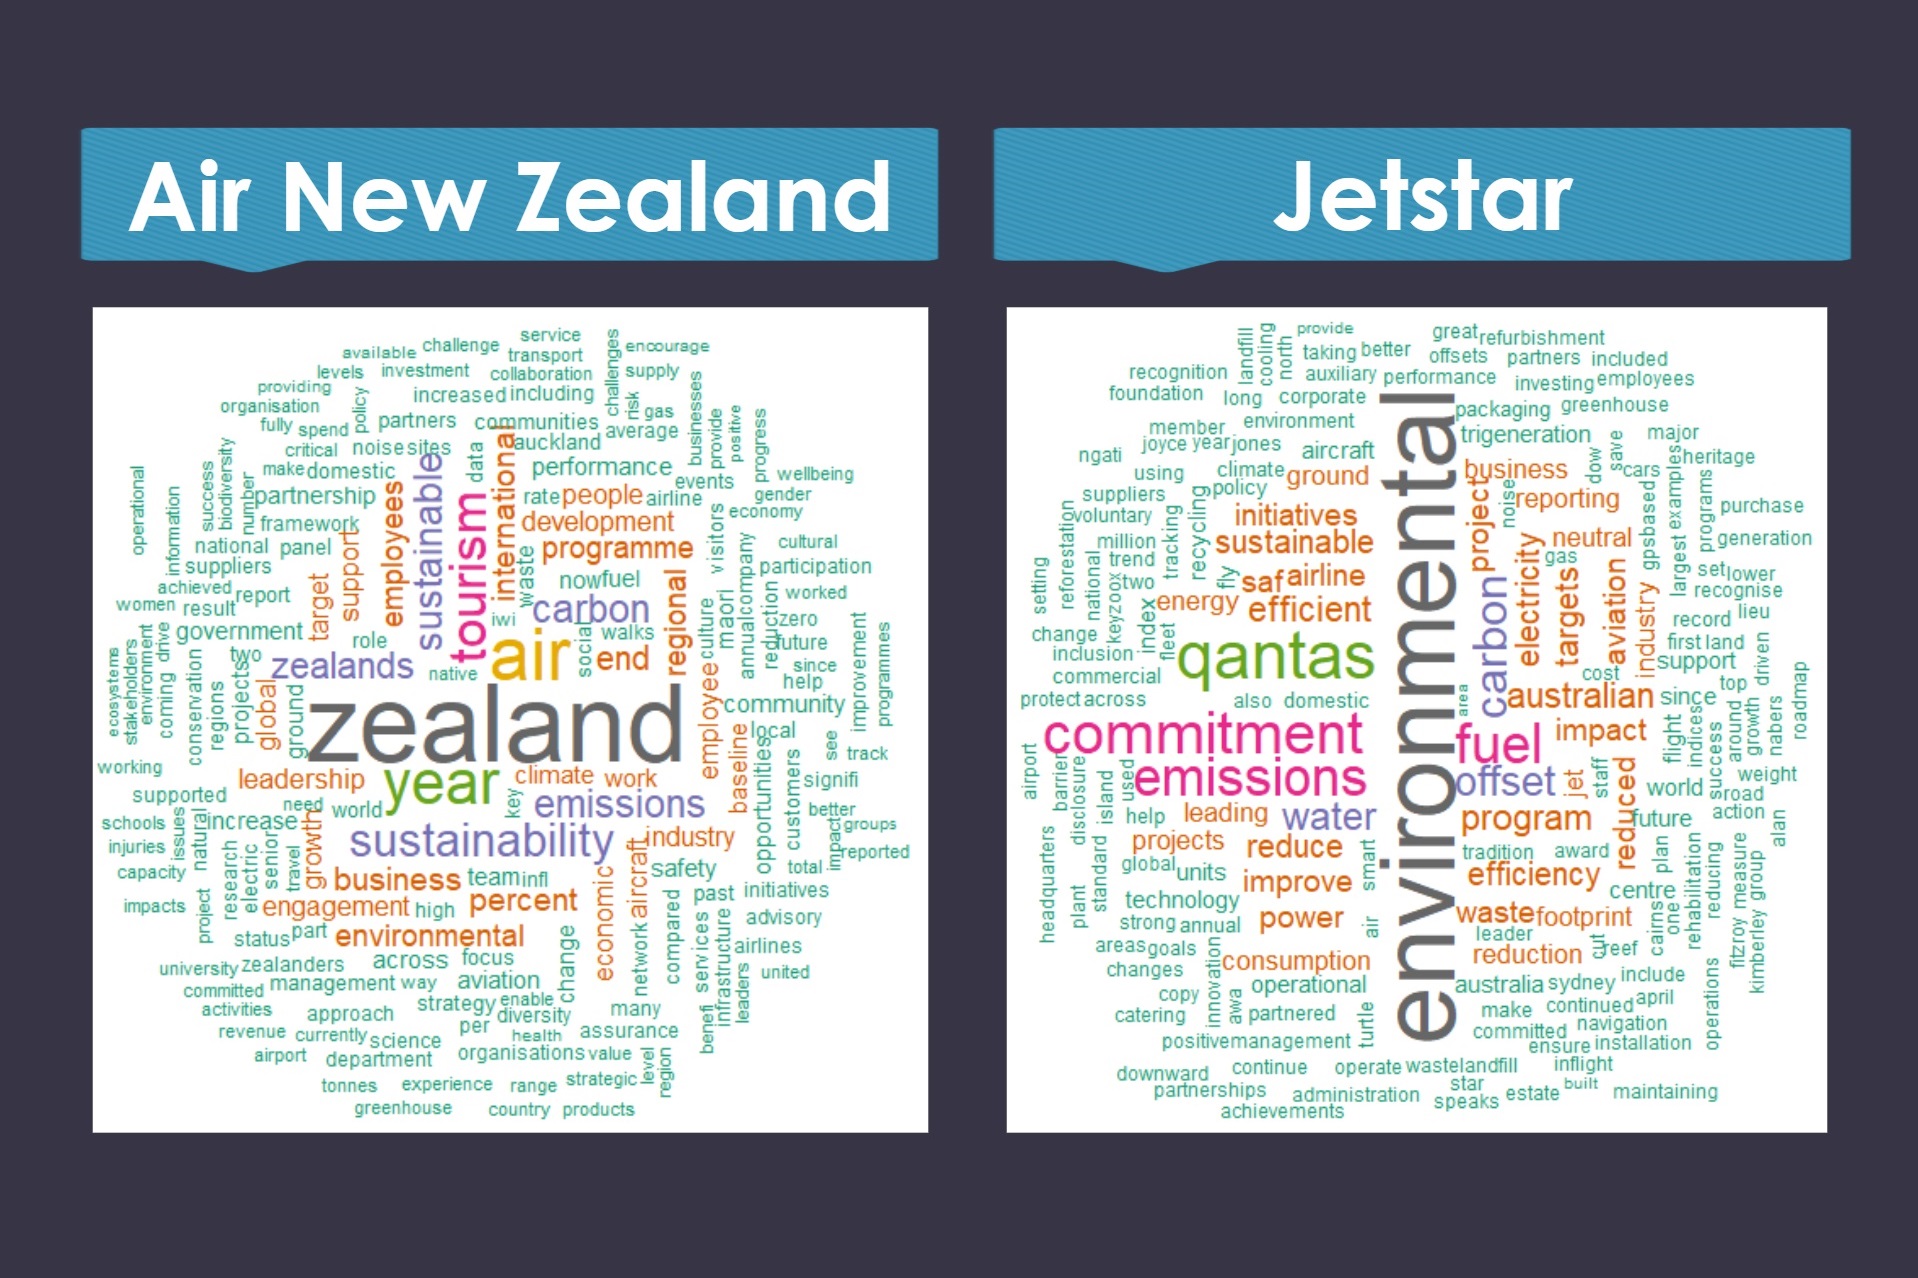 Air New Zealand
Jetstar
service
available challenge transport challenges encourage
levels investment collaboration supply
providing policy increased including risk
organisation partners communities gas businesses
fully spend auckland average provide positive progress
critical noise sites data international
make domestic sustainable performance events wellbeing
operational information success biodiversity number partnership employees tourism rate people airline gender
framework support development visitors economy
national panel waste programme company cultural
suppliers target now fuel regional participation
achieved report carbon maori annual reduction worked
women result iwi culture zero
government role air social walks future
ecosystems stakeholders environment drive two zealands native end since
coming conservation regions projects global ground zealand employee community help improvement programmes
baseline local see track
working leadership year climate work opportunities customers signifi
supported need world key emissions better
schools issues natural increase growth sustainability industry impact groups
injuries research electric senior travel aircraft safety total reported
capacity business team infl economic past initiatives
impacts project engagement high percent compared services infrastructure advisory
status part environmental change network airlines
university zealanders across focus leaders united
committed management way aviation
activities approach strategy enable many
revenue currently science per diversity assurance benefi
health
airport department organisations value level region
tonnes experience range strategic
greenhouse country products
landfill cooling north provide great refurbishment
taking better offsets partners included
recognition auxiliary performance investing employees
foundation long corporate packaging greenhouse
member environment environmental trigeneration save major
joyce year jones aircraft dow heritage
ngati using climate ground business cars examples
suppliers policy project noise reporting gpsbased programs purchase
reforestation voluntary tracking recycling initiatives electricity neutral largest generation
million sustainable gas
setting national trend fly saf airline targets aviation set lower
keyzoox two energy efficient carbon industry recognise
change index fleet record lieu
inclusion qantas cost first land driven
commercial support
protect across also domestic area australian since top roadmap
commitment fuel impact flight indices around growth nabers
airport barrier disclosure island used emissions offset jet staff reduced world success weight
road
help leading water program future action alan
headquarters projects reduce smart tradition award plan rehabilitation reducing measure
global units efficiency
plant standard technology improve centre
strong annual power air waste footprint cairns one fitzroy kimberley group
areas goals innovation leader cut reef
changes consumption reduction
copy operational australia sydney include operations
catering awa partnered turtle make continued april
positive management committed navigation
ensure installation
downward continue operate wastelandfill inflight
partnerships administration star built maintaining
achievements speaks estate